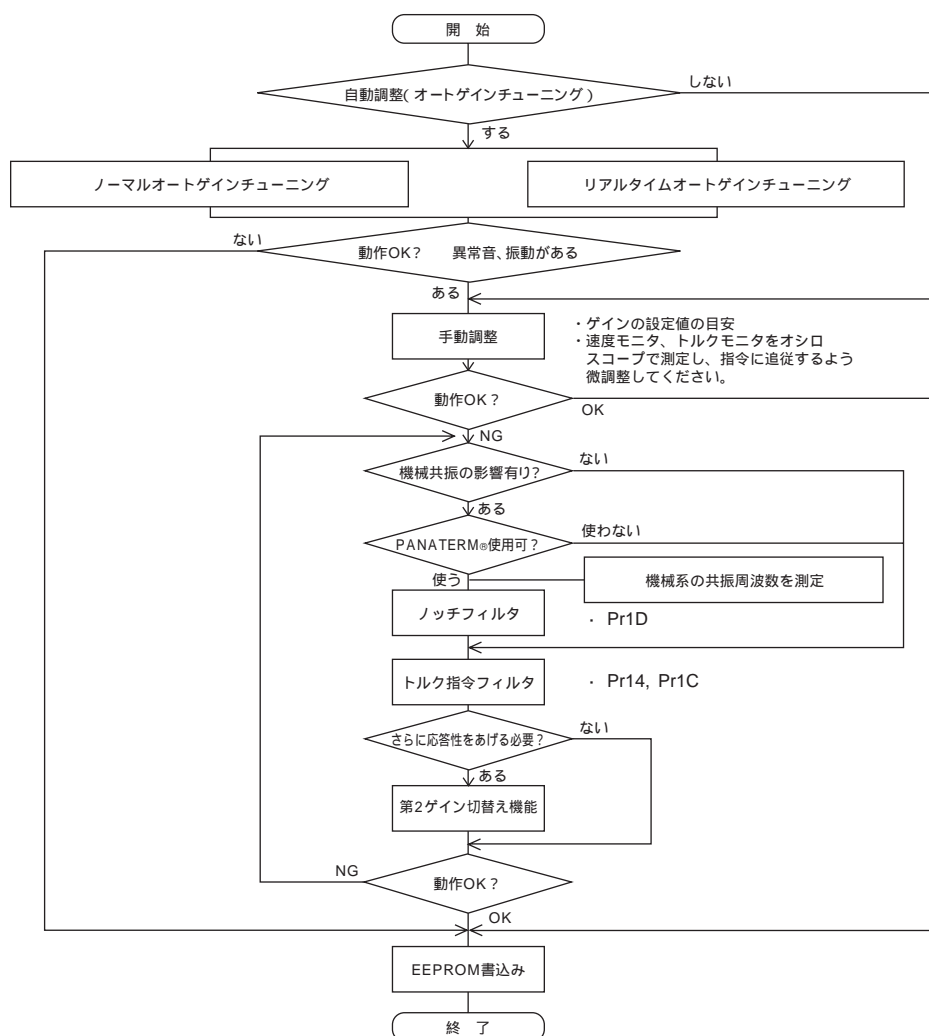 開 始
自動調整(オートゲインチューニング)
しない
する
ノーマルオートゲインチューニング
リアルタイムオートゲインチューニング
ない
動作OK? 異常音、振動がある
ある
手動調整
・ゲインの設定値の目安
・速度モニタ、トルクモニタをオシロ
スコープで測定し、指令に追従するよう
微調整してください。
動作OK?
OK
NG
機械共振の影響有り?
ない
ある
PANATERM®使用可?
使わない
使う
機械系の共振周波数を測定
ノッチフィルタ
・ Pr1D
トルク指令フィルタ
・ Pr14, Pr1C
さらに応答性をあげる必要?
ない
ある
第2ゲイン切替え機能
NG
動作OK?
OK
EEPROM書込み
終 了